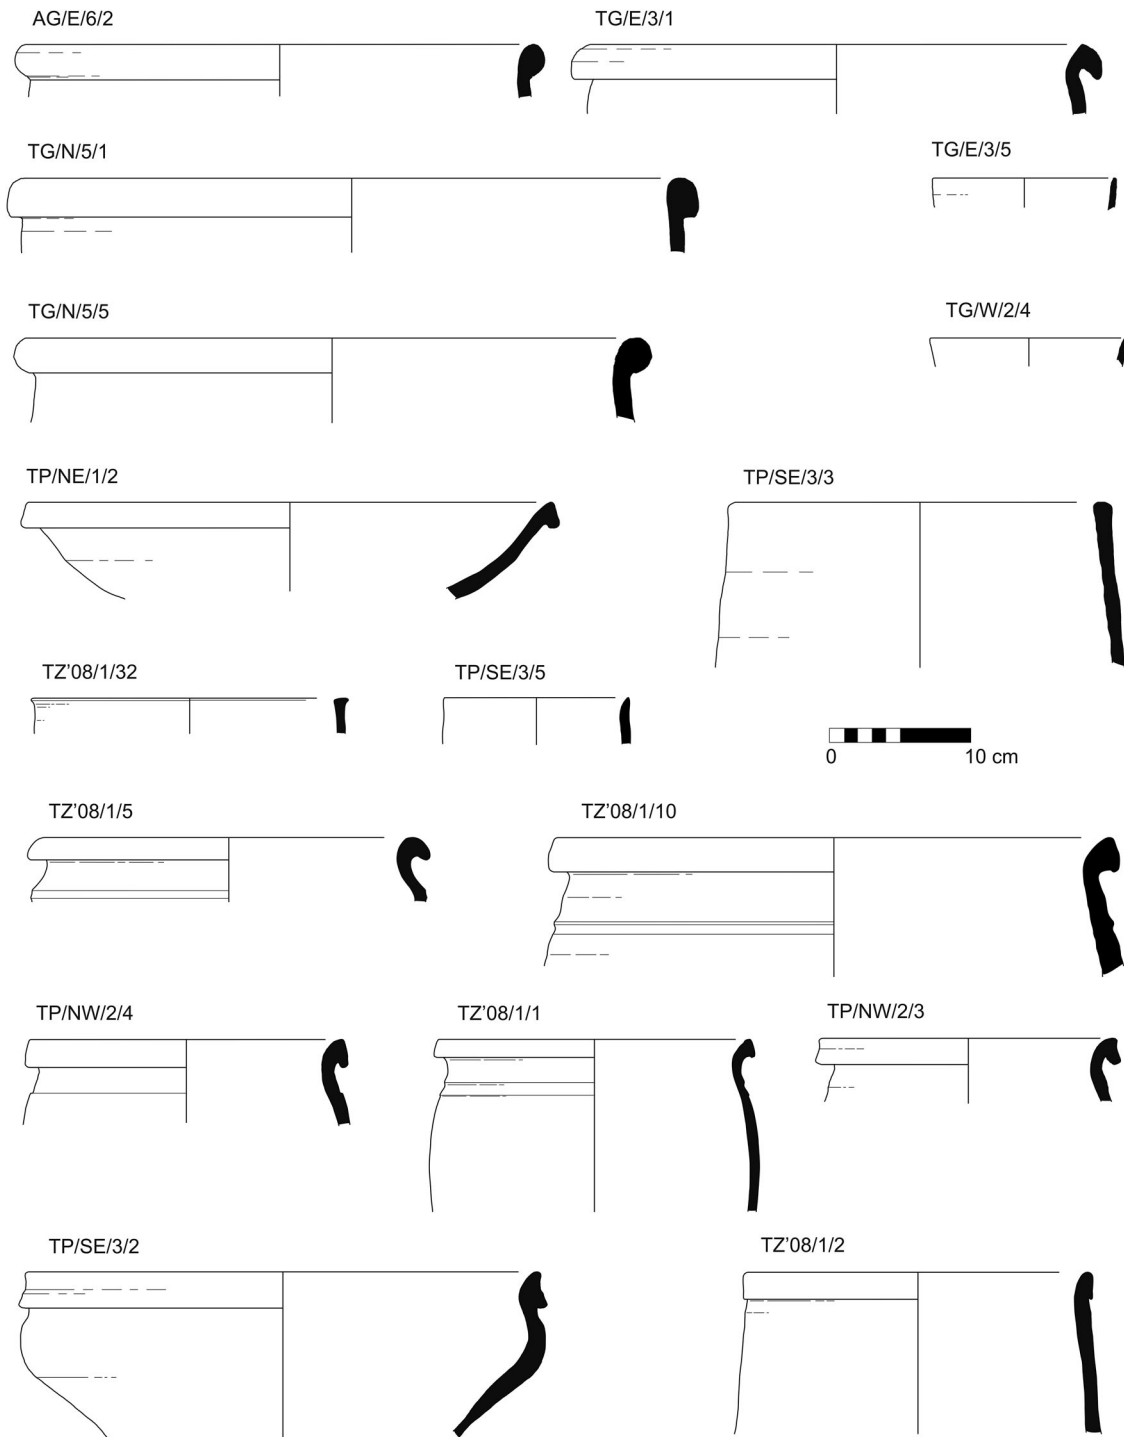 AG/E/6/2
TG/E/3/1
TG/N/5/1
TG/E/3/5
TG/N/5/5
TG/W/2/4
TP/NE/1/2
TP/SE/3/3
TZ’08/1/32
TP/SE/3/5
0 10 cm
TZ’08/1/5
TZ’08/1/10
TP/NW/2/4
TZ’08/1/1
TP/NW/2/3
TP/SE/3/2
TZ’08/1/2